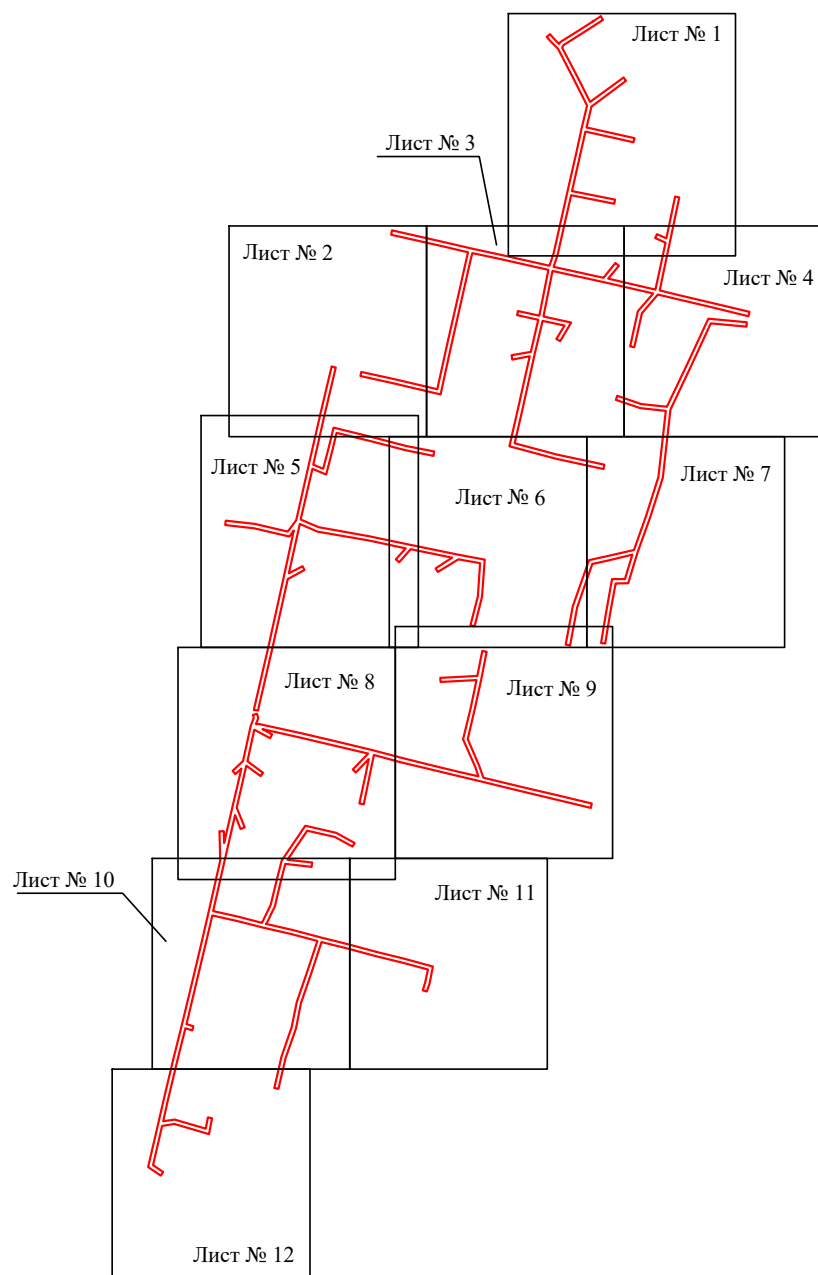 Лист № 1
Лист № 3
Лист № 2
Лист № 4
Лист № 5
Лист № 6
Лист № 7
Лист № 8
Лист № 9
Лист № 10
Лист № 11
Лист № 12